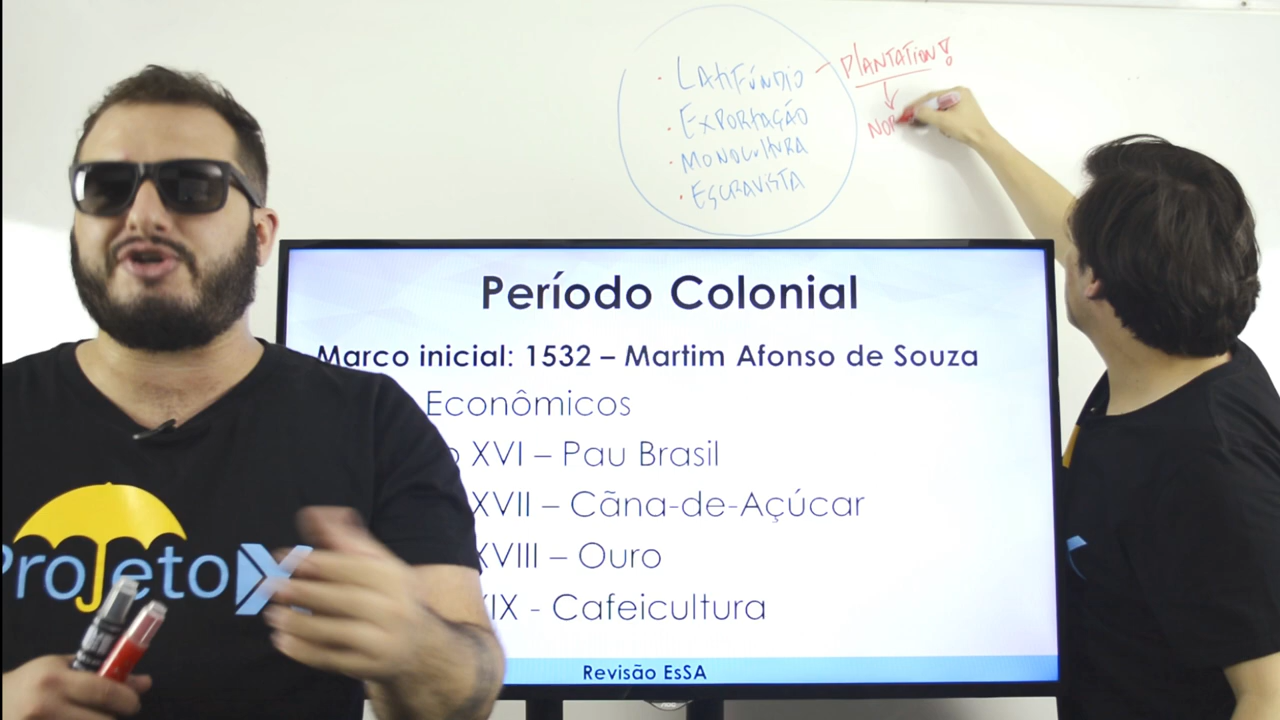 Latifúndio
Plantation!
Exportação
Monocultura
Escravista
Período Colonial
Marco inicial: 1532 – Martim Afonso de Souza
Econômicos
XVI – Pau Brasil
XVII – Cãna-de-Açúcar
XVIII – Ouro
XIX - Cafeicultura
Revisão EsSA
Projeto X